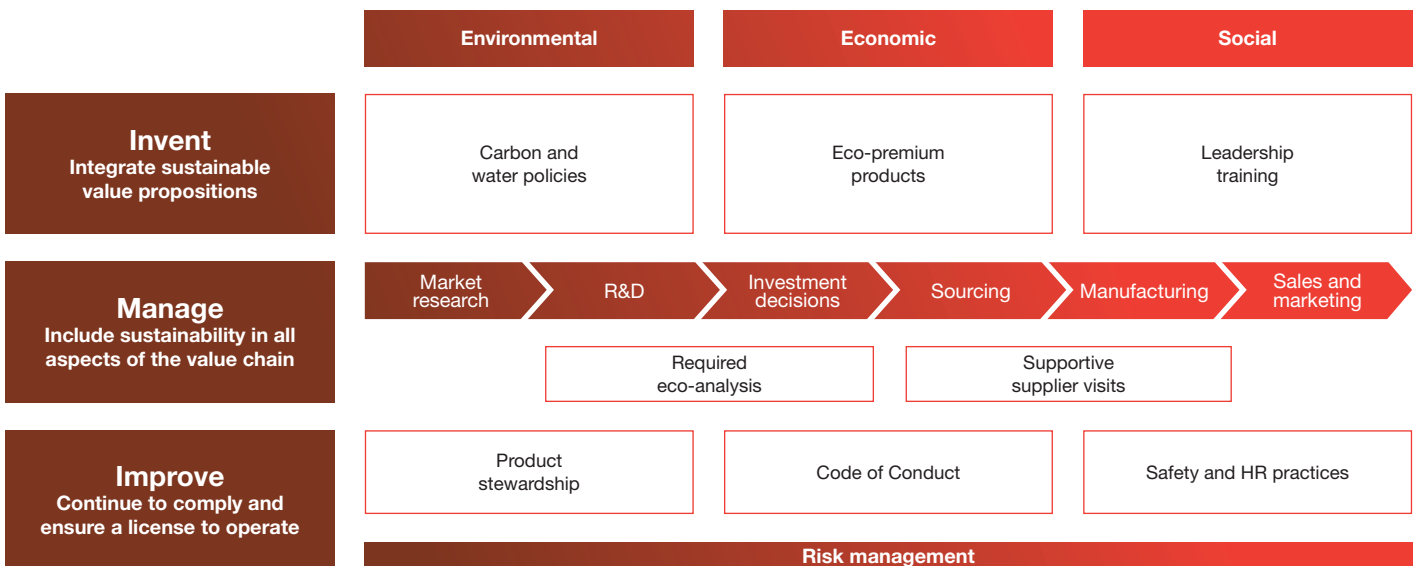 Environmental
Economic
Social
Invent
Integrate sustainable
value propositions
Carbon and
water policies
Eco-premium
products
Leadership
training
Manage
Include sustainability in all
aspects of the value chain
Market
research
R&D
Investment
decisions
Sourcing
Manufacturing
Sales and
marketing
Required
eco-analysis
Supportive
supplier visits
Improve
Continue to comply and
ensure a license to operate
Product
stewardship
Code of Conduct
Safety and HR practices
Risk management